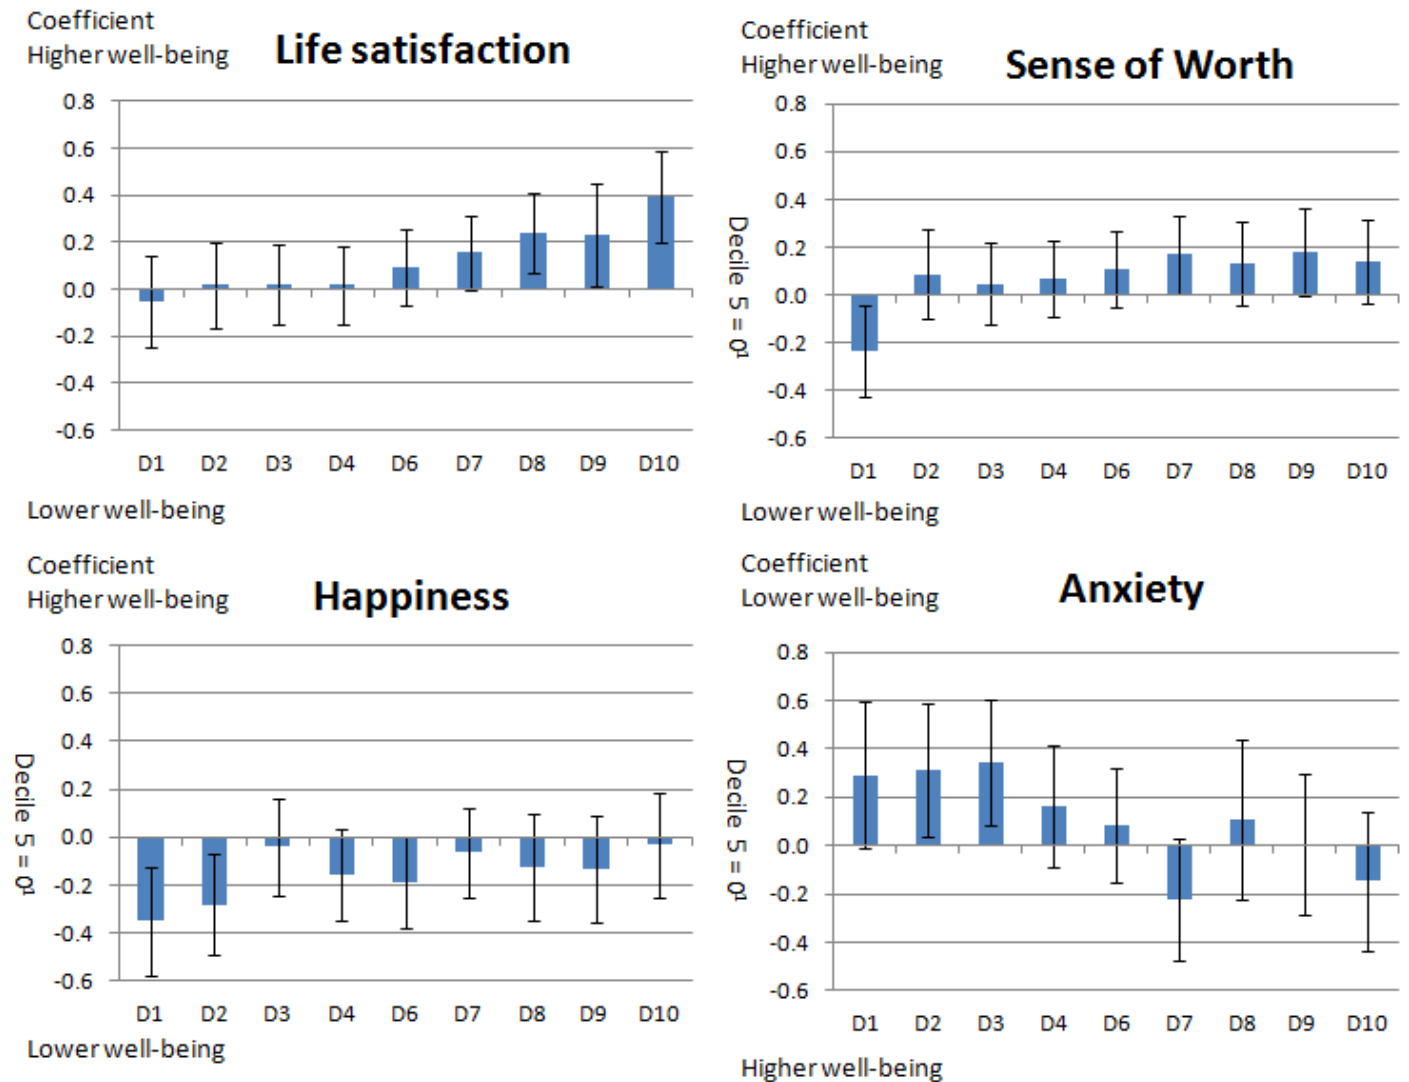 Coefficient
Higher well-being
Life satisfaction
0.8
0.6
0.4
0.2
0.0
-0.2
-0.4
-0.6
D1 D2 D3 D4 D6 D7 D8 D9 D10
Lower well-being
Coefficient
Higher well-being
Sense of Worth
0.8
0.6
0.4
0.2
0.0
-0.2
-0.4
-0.6
Decile 5 = 0¹
D1 D2 D3 D4 D6 D7 D8 D9 D10
Lower well-being
Coefficient
Higher well-being
Happiness
0.8
0.6
0.4
0.2
0.0
-0.2
-0.4
-0.6
Decile 5 = 0¹
D1 D2 D3 D4 D6 D7 D8 D9 D10
Lower well-being
Coefficient
Lower well-being
Anxiety
0.8
0.6
0.4
0.2
0.0
-0.2
-0.4
-0.6
Decile 5 = 0¹
D1 D2 D3 D4 D6 D7 D8 D9 D10
Higher well-being